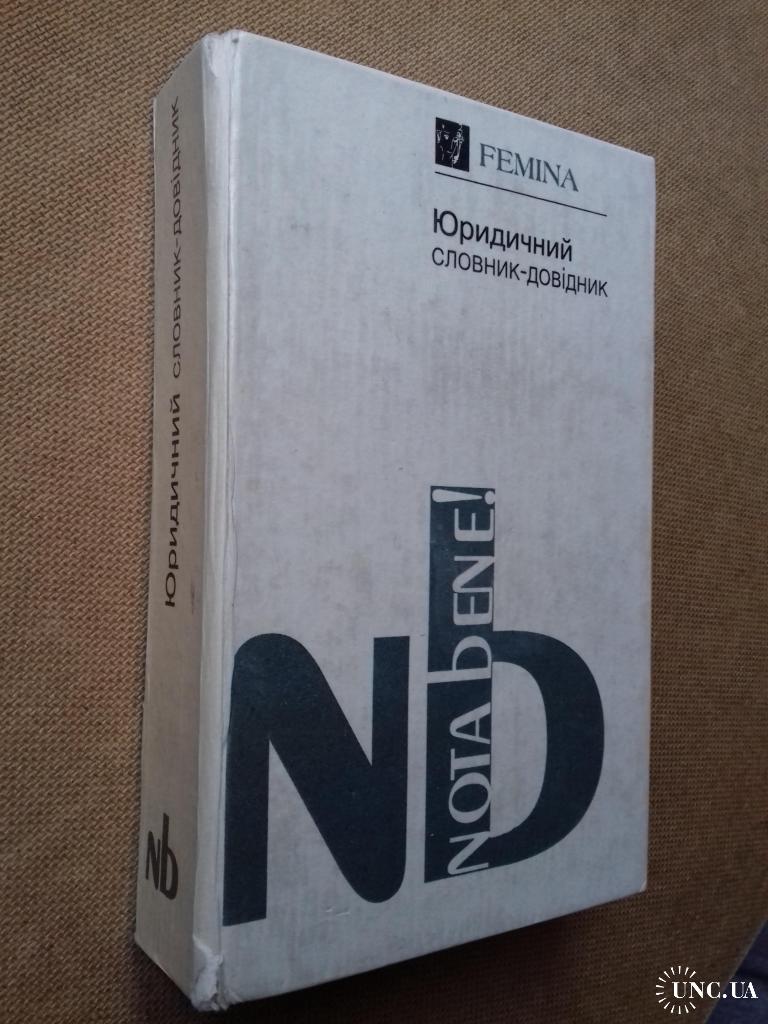 FEMINA
Юридичний
словник-довідник
NOTA bENE!
Nb
Юридичний словник-довідник
Nb
UNC.UA